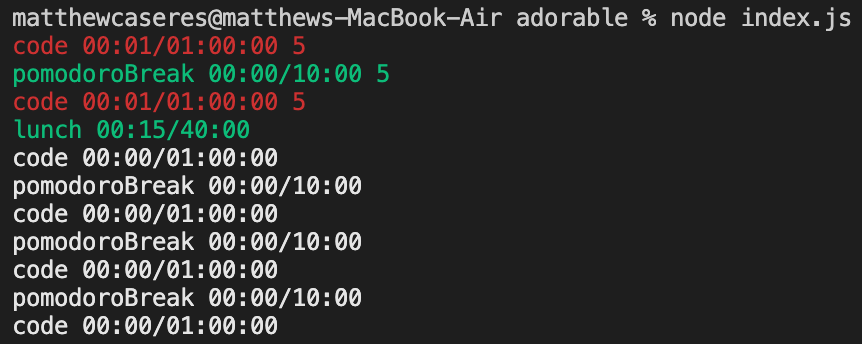 matthewcaseres@matthews-MacBook-Air adorable % node index.js
code 00:01/01:00:00 5
pomodoroBreak 00:00/10:00 5
code 00:01/01:00:00 5
lunch 00:15/40:00
code 00:00/01:00:00
pomodoroBreak 00:00/10:00
code 00:00/01:00:00
pomodoroBreak 00:00/10:00
code 00:00/01:00:00
pomodoroBreak 00:00/10:00
code 00:00/01:00:00